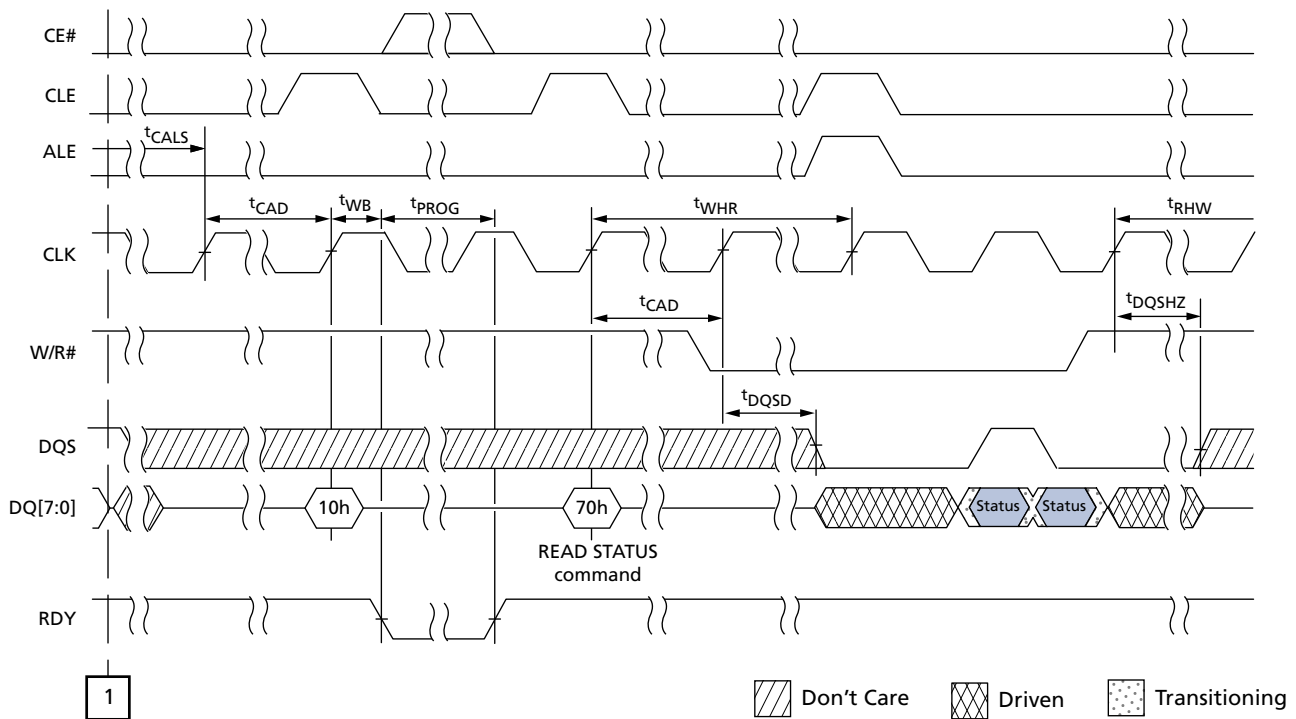 CE#
CLE
tCALS
ALE
tCAD tWB tPROG tWHR tRHW
CLK
tCAD tDQSHZ
W/R#
tDQSD
DQS
DQ[7:0] 10h 70h Status Status
READ STATUS
command
RDY
1 Don't Care Driven Transitioning